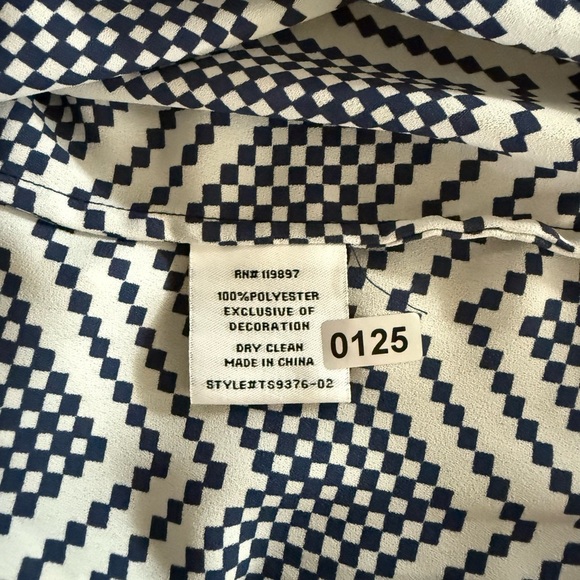 RN# 119897
100%POLYESTER
EXCLUSIVE OF
DECORATION
DRY CLEAN
MADE IN CHINA
STYLE#TS9376-02
0125